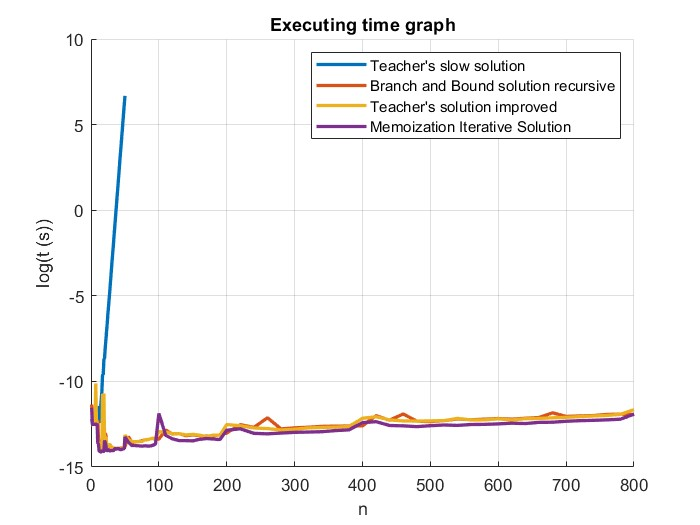 Executing time graph
10
5
0
-5
-10
-15
log(t (s))
Teacher's slow solution
Branch and Bound solution recursive
Teacher's solution improved
Memoization Iterative Solution
0 100 200 300 400 500 600 700 800
n